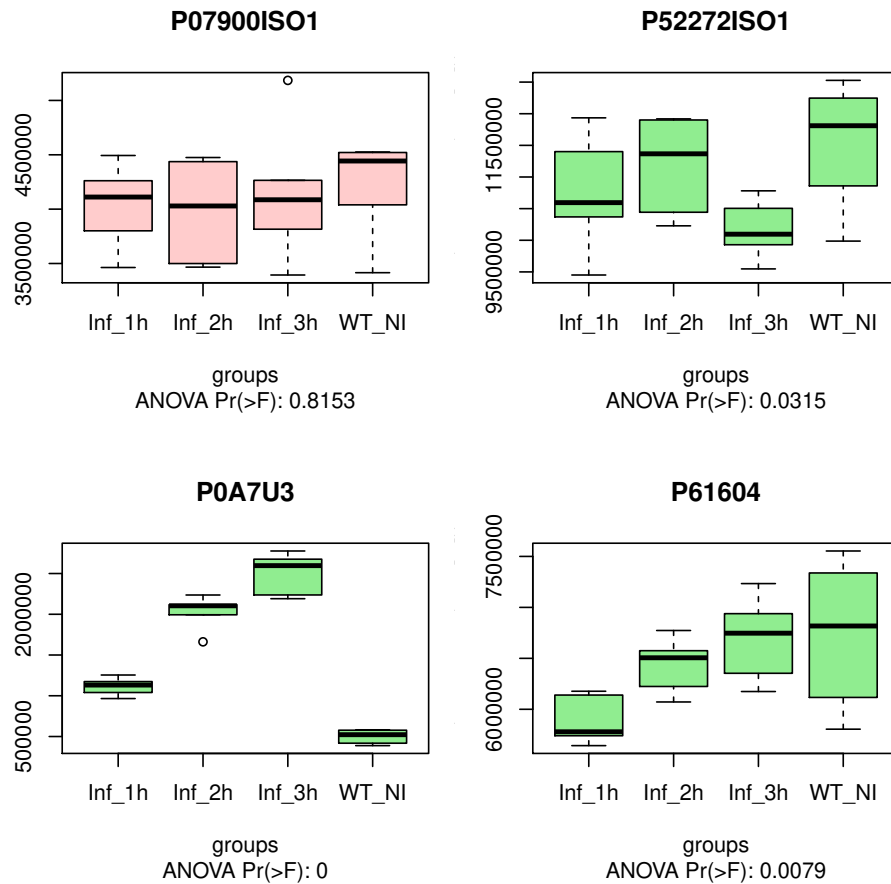 P07900ISO1
3500000 4500000
Inf_1h Inf_2h Inf_3h WT_NI
groups
ANOVA Pr(>F): 0.8153
P52272ISO1
9500000 11500000
Inf_1h Inf_2h Inf_3h WT_NI
groups
ANOVA Pr(>F): 0.0315
P0A7U3
500000 2000000
Inf_1h Inf_2h Inf_3h WT_NI
groups
ANOVA Pr(>F): 0
P61604
6000000 7500000
Inf_1h Inf_2h Inf_3h WT_NI
groups
ANOVA Pr(>F): 0.0079